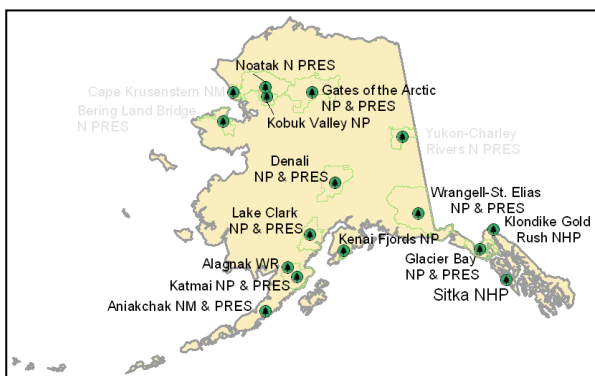 Noatak N PRES
Cape Krusenstern NM
Gates of the Arctic
NP & PRES
Bering Land Bridge
N PRES
Kobuk Valley NP
Yukon-Charley
Rivers N PRES
Denali
NP & PRES
Wrangell-St. Elias
NP & PRES
Lake Clark
NP & PRES
Klondike Gold
Rush NHP
Kenai Fjords NP
Glacier Bay
NP & PRES
Alagnak WR
Katmai NP & PRES
Sitka NHP
Aniakchak NM & PRES